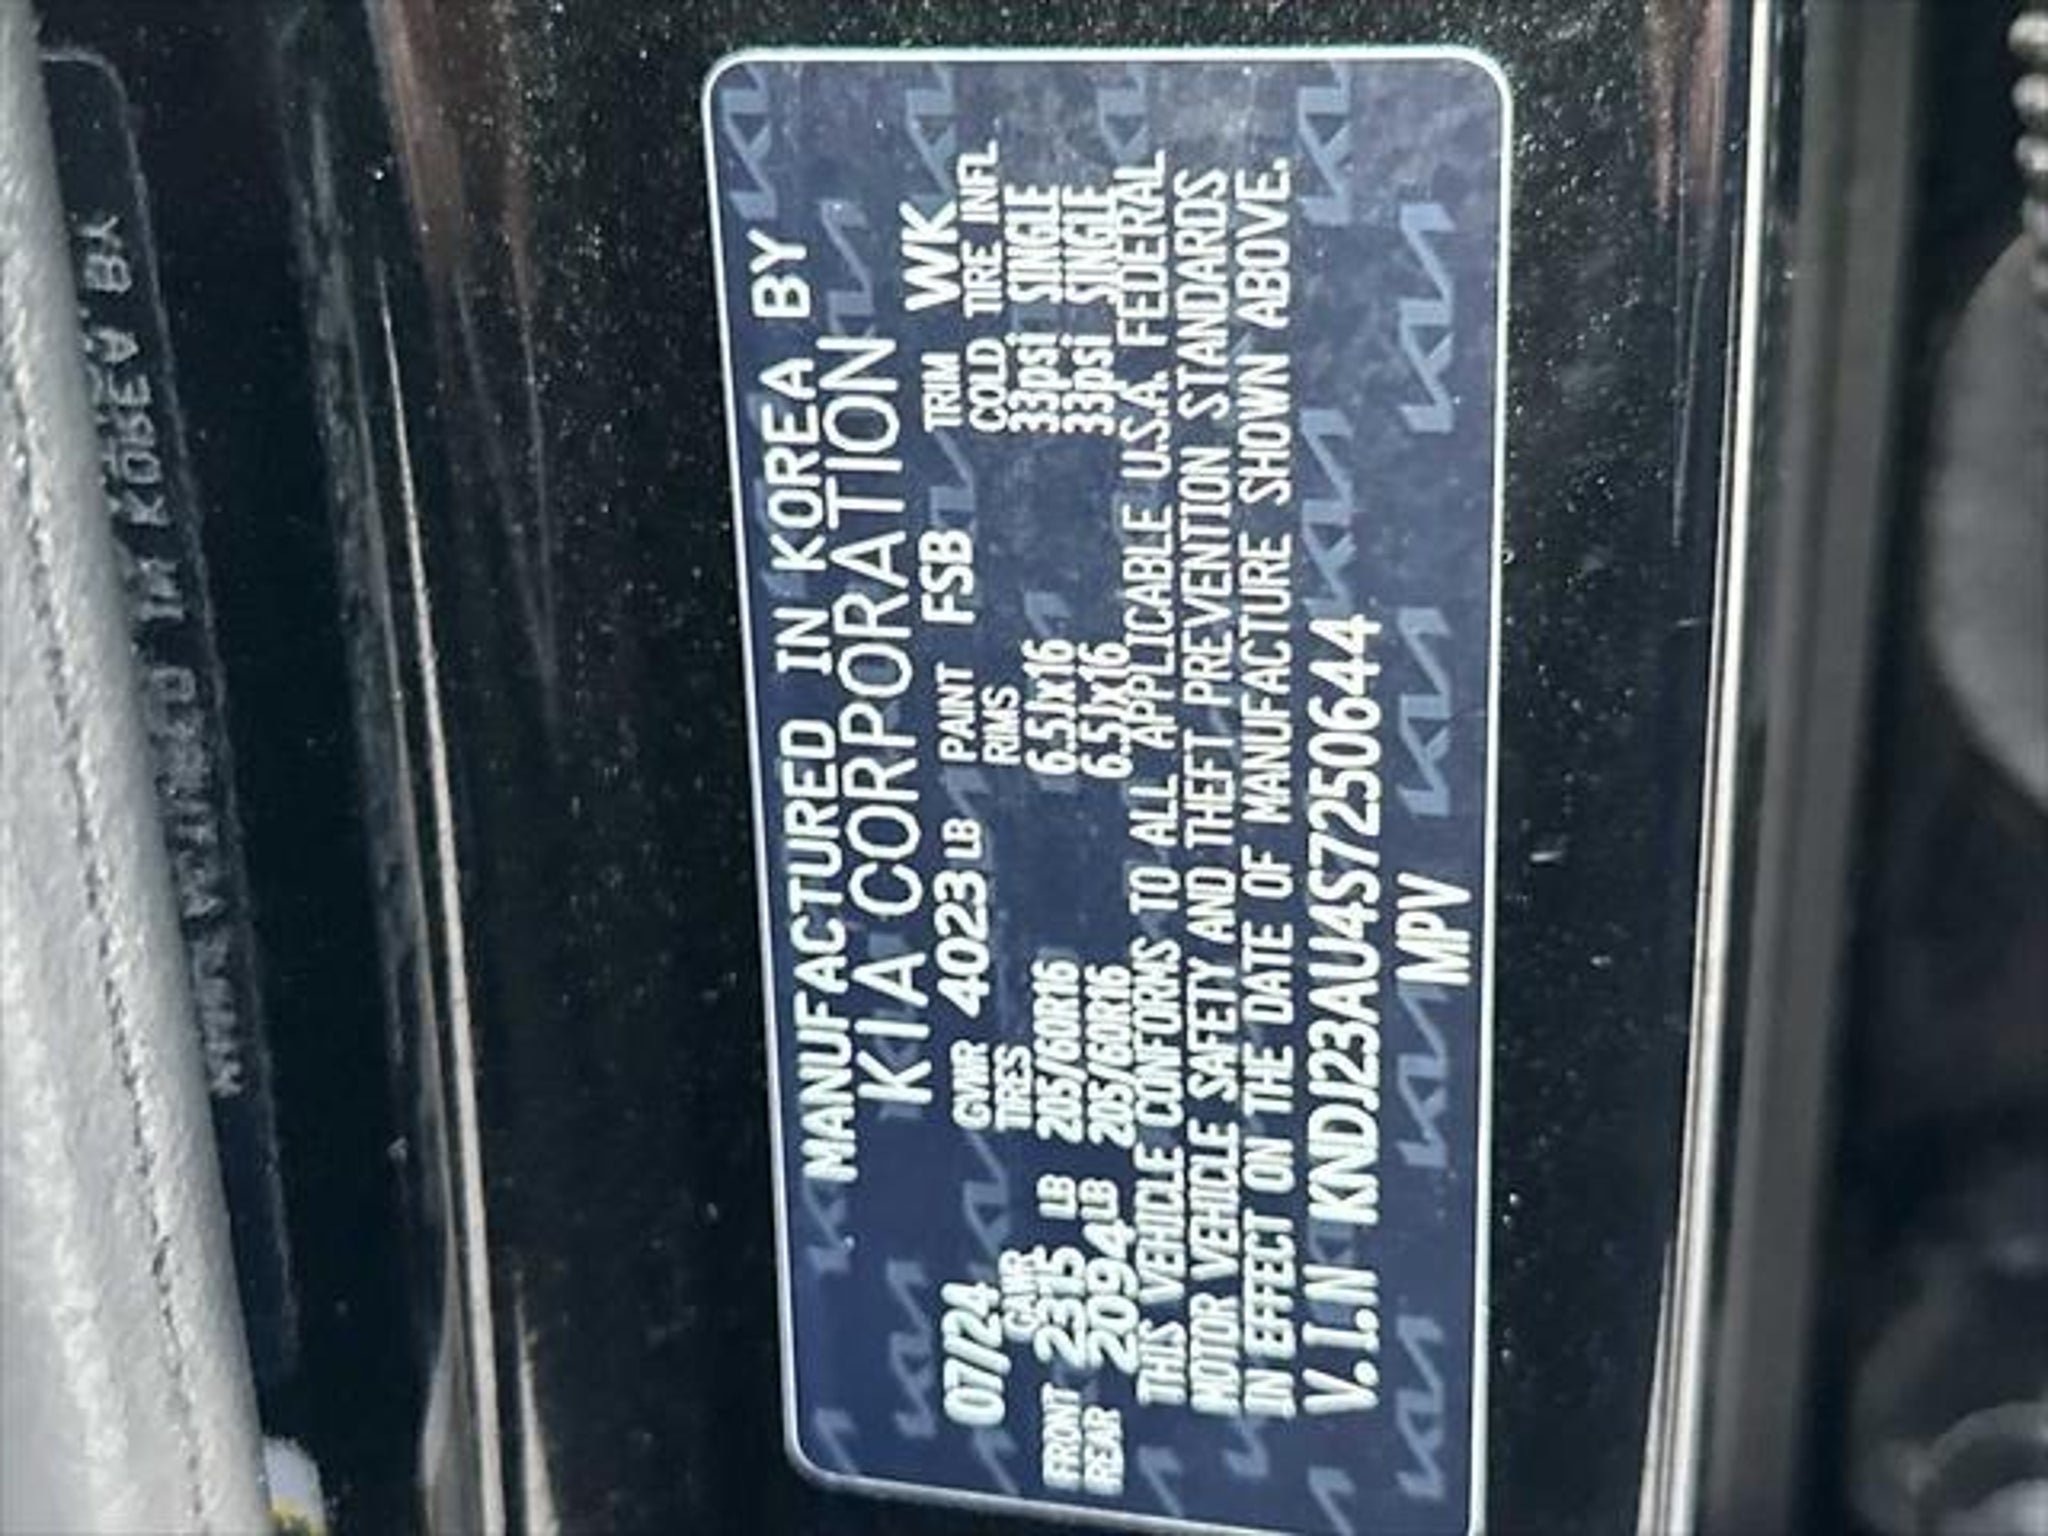 MANUFACTURED IN KOREA BY
KIA CORPORATION
07/24 GVWR 4023 LB PAINT FSB TRIM WK
GAWR TIRES RIMS COLD TIRE INFL
FRONT 2315 LB 205/60R16 6.5Jx16 33psi SINGLE
REAR 2094 LB 205/60R16 6.5Jx16 33psi SINGLE
THIS VEHICLE CONFORMS TO ALL APPLICABLE U.S.A. FEDERAL
MOTOR VEHICLE SAFETY AND THEFT PREVENTION STANDARDS
IN EFFECT ON THE DATE OF MANUFACTURE SHOWN ABOVE.
V.I.N KNDJ23AU4S7250644
MPV